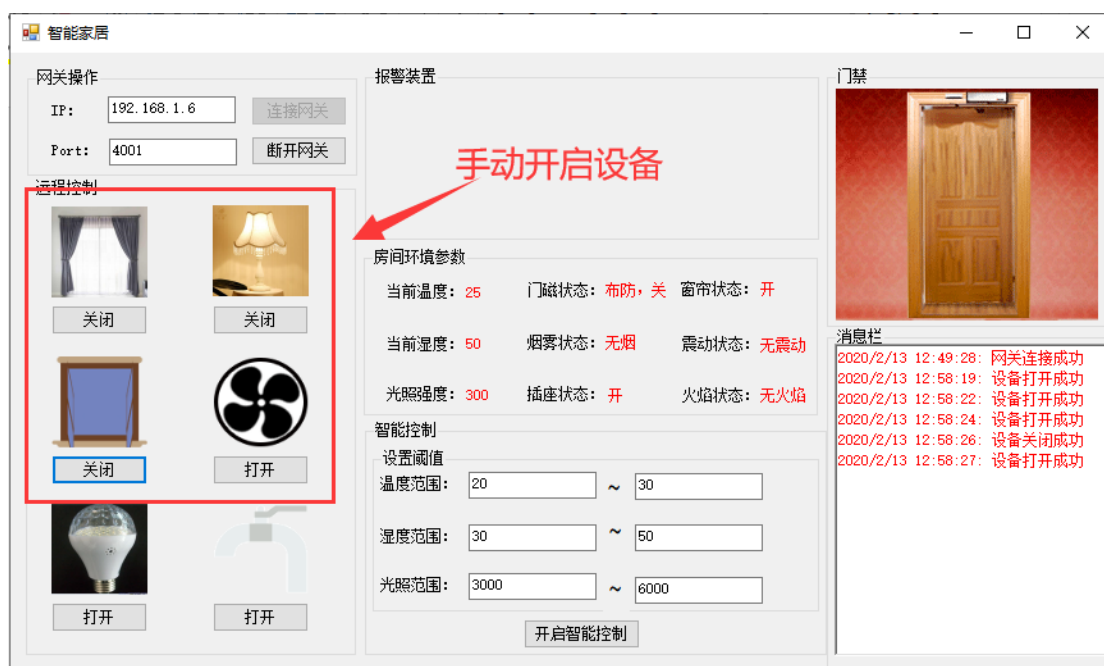 智能家居
网关操作
IP: 192.168.1.6 连接网关
Port: 4001 断开网关
远程控制
关闭 关闭
关闭 打开
打开 打开
报警装置
手动开启设备
房间环境参数
当前温度: 25 门磁状态: 布防, 关 窗帘状态: 开
当前湿度: 50 烟雾状态: 无烟 震动状态: 无震动
光照强度: 300 插座状态: 开 火焰状态: 无火焰
智能控制
设置阈值
温度范围: 20 ~ 30
湿度范围: 30 ~ 50
光照范围: 3000 ~ 6000
开启智能控制
门禁
消息栏
2020/2/13 12:49:28: 网关连接成功
2020/2/13 12:58:19: 设备打开成功
2020/2/13 12:58:22: 设备打开成功
2020/2/13 12:58:24: 设备打开成功
2020/2/13 12:58:26: 设备关闭成功
2020/2/13 12:58:27: 设备打开成功